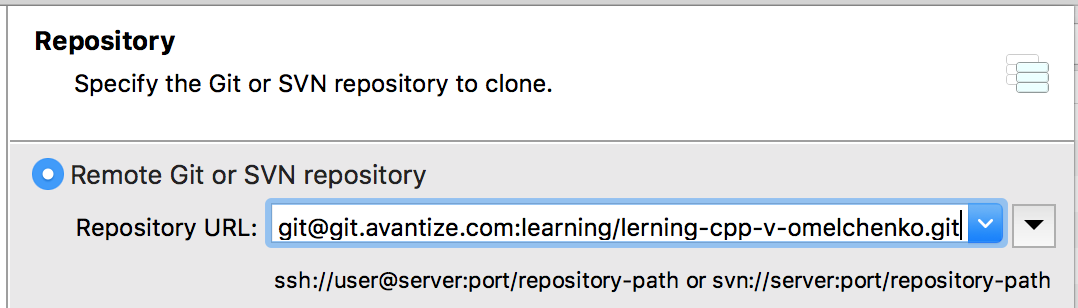 Repository
Specify the Git or SVN repository to clone.
Remote Git or SVN repository
Repository URL: git@git.avantize.com:learning/lerning-cpp-v-omelchenko.git
ssh://user@server:port/repository-path or svn://server:port/repository-path